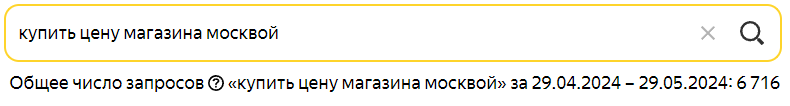 купить цену магазина москвой
Общее число запросов ? «купить цену магазина москвой» за 29.04.2024 – 29.05.2024: 6 716